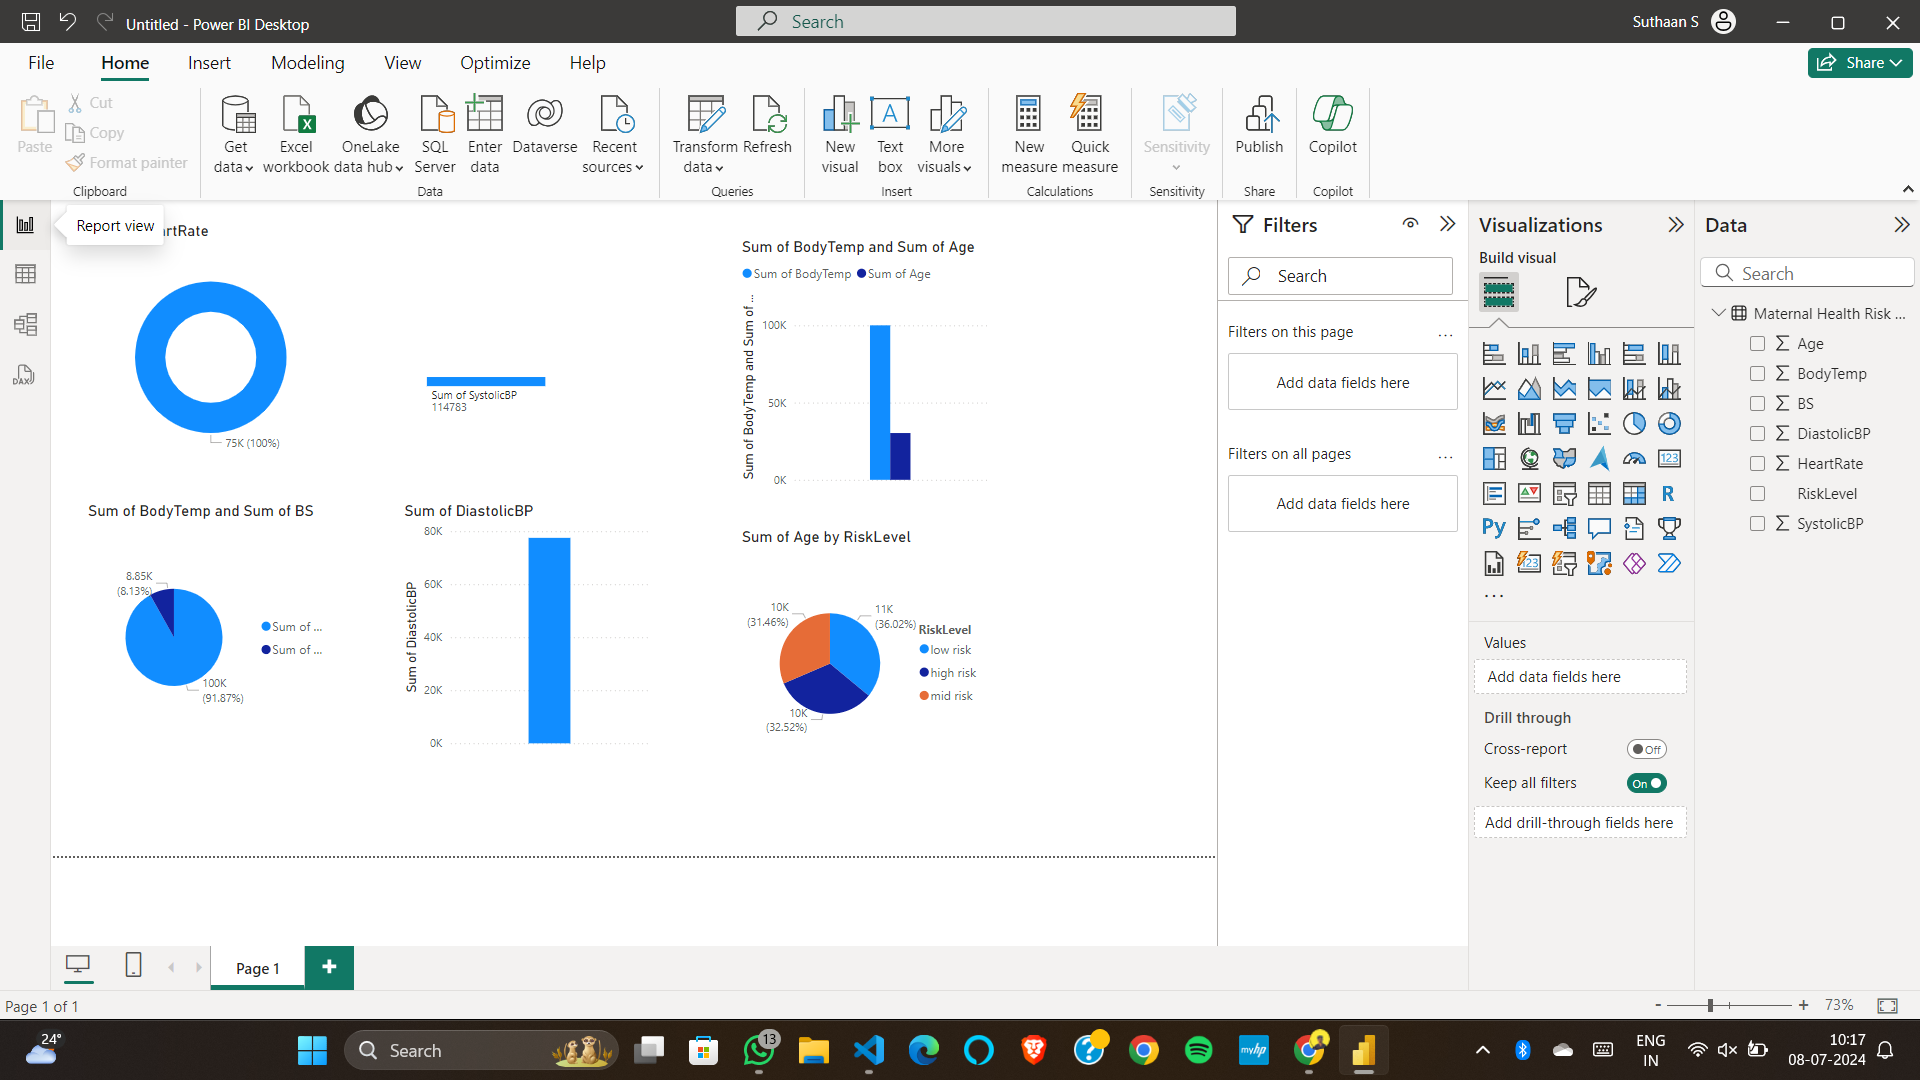 Untitled - Power BI Desktop
Search
Suthaan S
File
Home
Insert
Modeling
View
Optimize
Help
Share
Paste
Cut
Copy
Format painter
Clipboard
Get data
Excel workbook
OneLake data hub
SQL Server
Enter data
Dataverse
Recent sources
Data
Transform data
Refresh
Queries
New visual
Text box
More visuals
Insert
New measure
Quick measure
Calculations
Sensitivity
Sensitivity
Publish
Share
Copilot
Copilot
Report view
artRate
75K (100%)
Sum of SystolicBP
114783
Sum of BodyTemp and Sum of Age
Sum of BodyTemp
Sum of Age
Sum of BodyTemp and Sum of ...
100K
50K
0K
Sum of BodyTemp and Sum of BS
8.85K
(8.13%)
100K
(91.87%)
Sum of ...
Sum of ...
Sum of DiastolicBP
Sum of DiastolicBP
80K
60K
40K
20K
0K
Sum of Age by RiskLevel
10K
(31.46%)
11K
(36.02%)
10K
(32.52%)
RiskLevel
low risk
high risk
mid risk
Filters
Search
Filters on this page
...
Add data fields here
Filters on all pages
...
Add data fields here
Visualizations
Build visual
123
R
Py
123
...
Values
Add data fields here
Drill through
Cross-report
Off
Keep all filters
On
Add drill-through fields here
Data
Search
Maternal Health Risk ...
Age
BodyTemp
BS
DiastolicBP
HeartRate
RiskLevel
SystolicBP
DAX
Page 1
+
Page 1 of 1
- + 73%
24°
Search
13
myhp
ENG
IN
10:17
08-07-2024